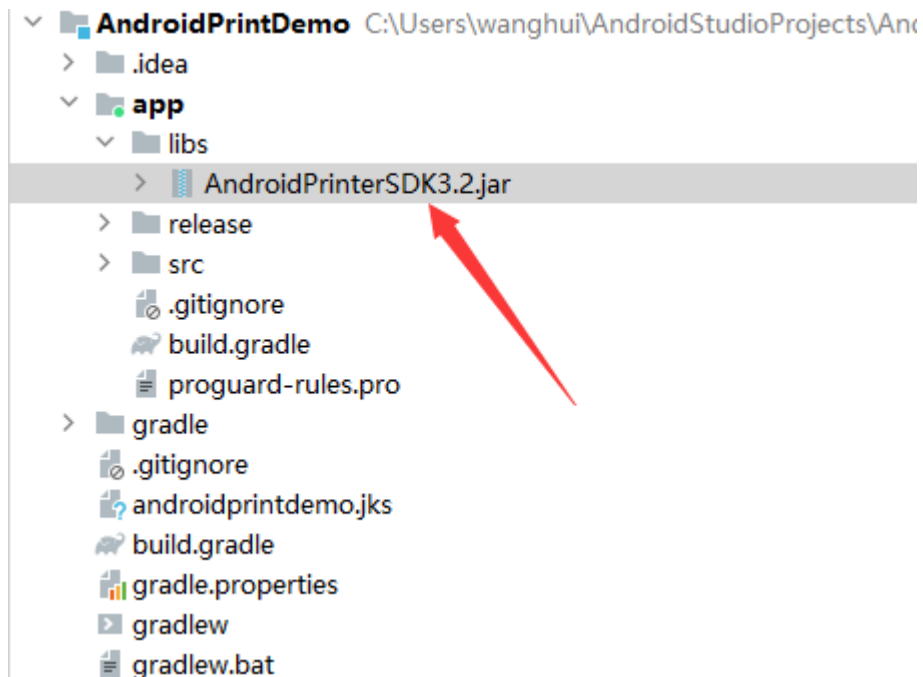 AndroidPrintDemo C:\Users\wanghui\AndroidStudioProjects\And
.idea
app
libs
AndroidPrinterSDK3.2.jar
release
src
.gitignore
build.gradle
proguard-rules.pro
gradle
.gitignore
androidprintdemo.jks
build.gradle
gradle.properties
gradlew
gradlew.bat